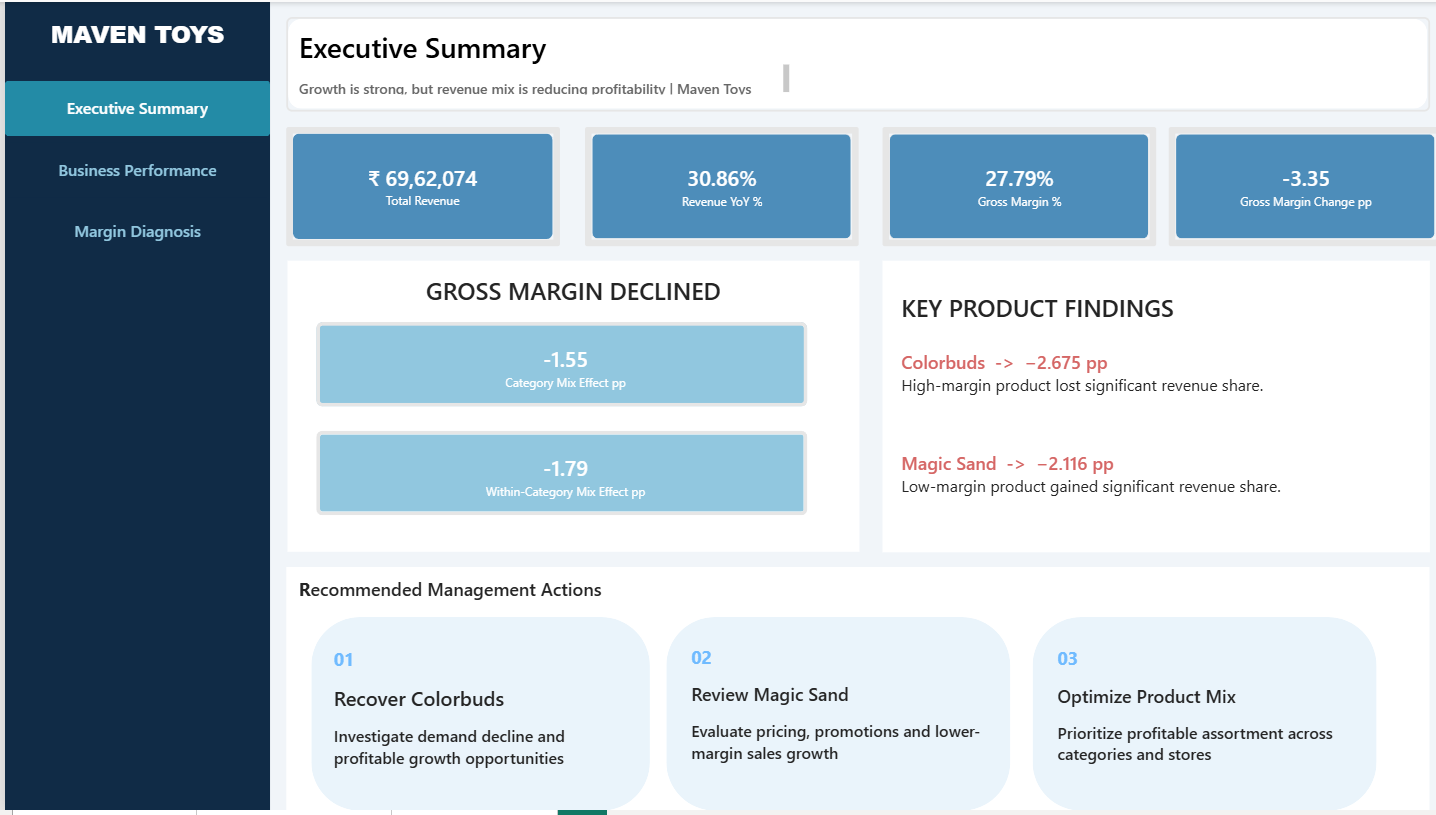 MAVEN TOYS
Executive Summary
Business Performance
Margin Diagnosis
Executive Summary
Growth is strong, but revenue mix is reducing profitability | Maven Toys
₹ 69,62,074
Total Revenue
30.86%
Revenue YoY %
27.79%
Gross Margin %
-3.35
Gross Margin Change pp
GROSS MARGIN DECLINED
-1.55
Category Mix Effect pp
-1.79
Within-Category Mix Effect pp
KEY PRODUCT FINDINGS
Colorbuds -> −2.675 pp
High-margin product lost significant revenue share.
Magic Sand -> −2.116 pp
Low-margin product gained significant revenue share.
Recommended Management Actions
01
Recover Colorbuds
Investigate demand decline and
profitable growth opportunities
02
Review Magic Sand
Evaluate pricing, promotions and lower-
margin sales growth
03
Optimize Product Mix
Prioritize profitable assortment across
categories and stores